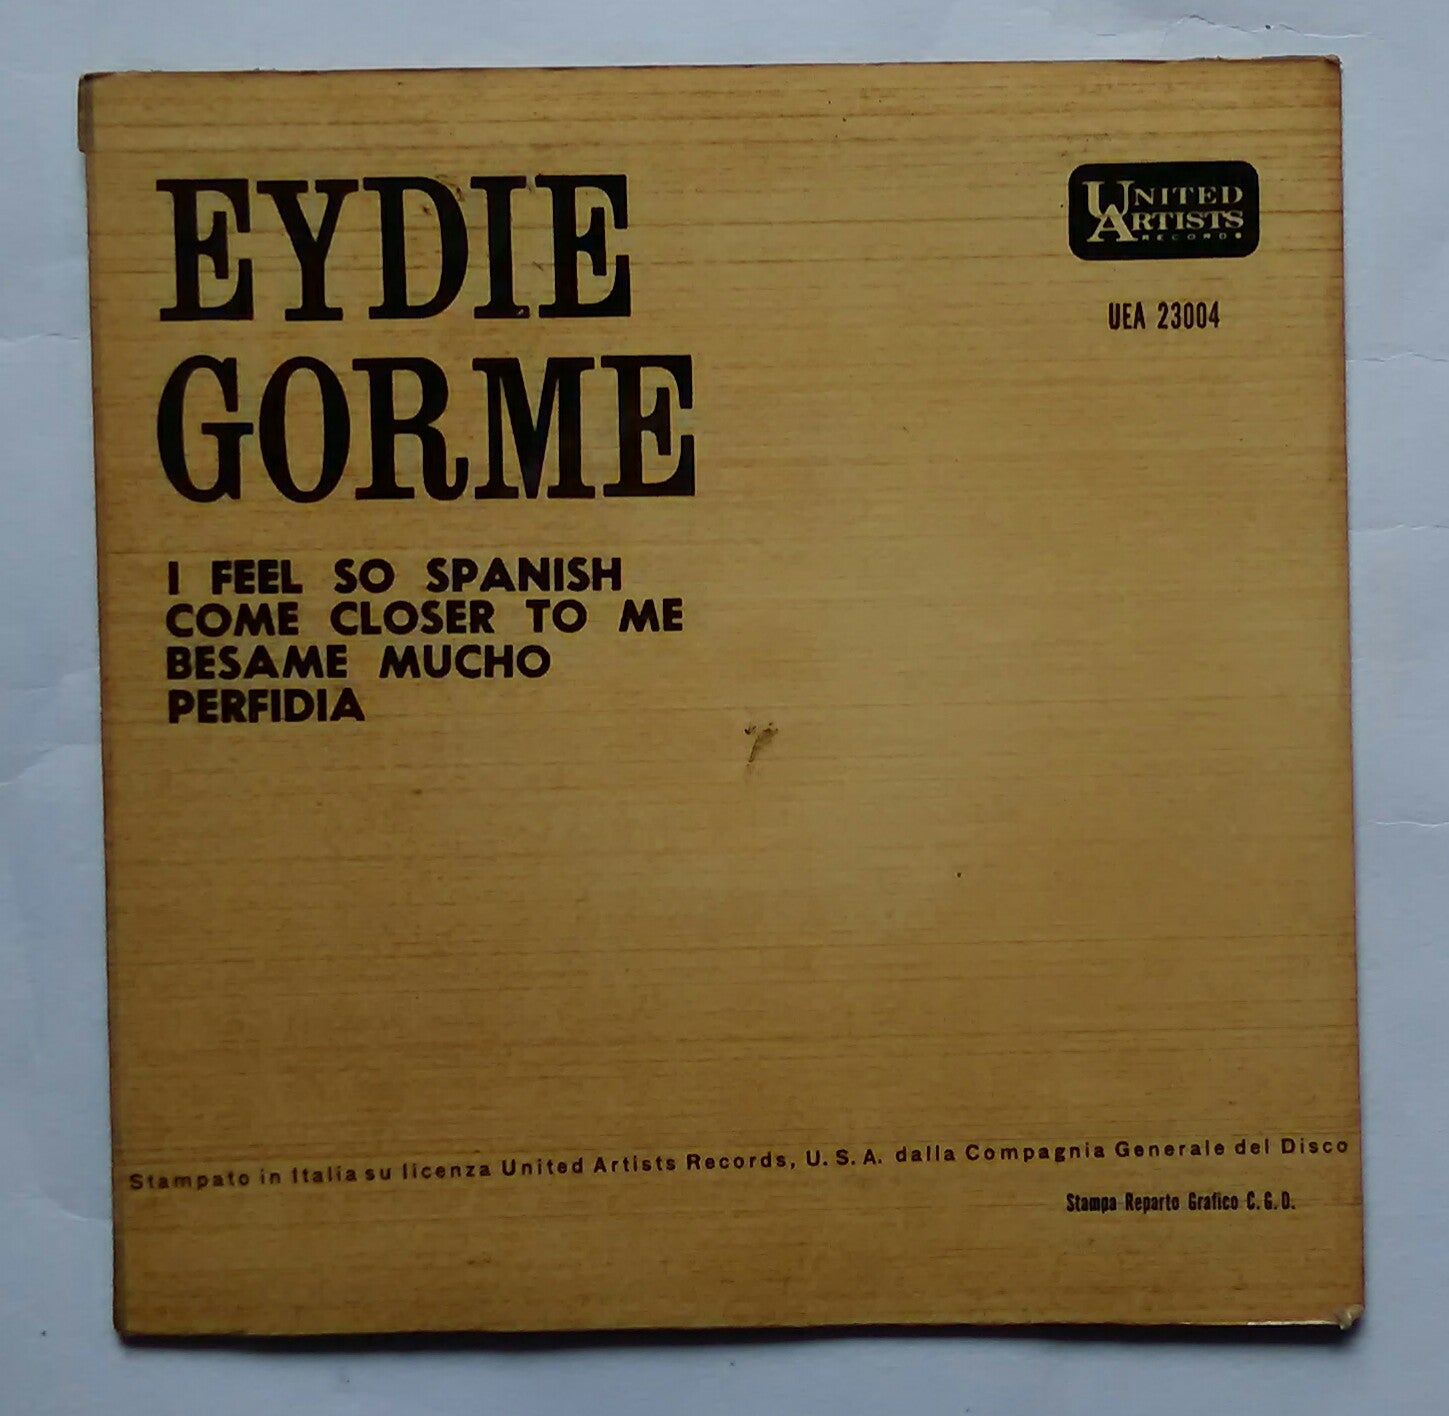 EYDIE
GORME
UNITED
ARTISTS
RECORDS
UEA 23004
I FEEL SO SPANISH
COME CLOSER TO ME
BESAME MUCHO
PERFIDIA
Stampato in Italia su licenza United Artists Records, U. S. A. dalla Compagnia Generale del Disco
Stampa Reparto Grafico C. G. D.